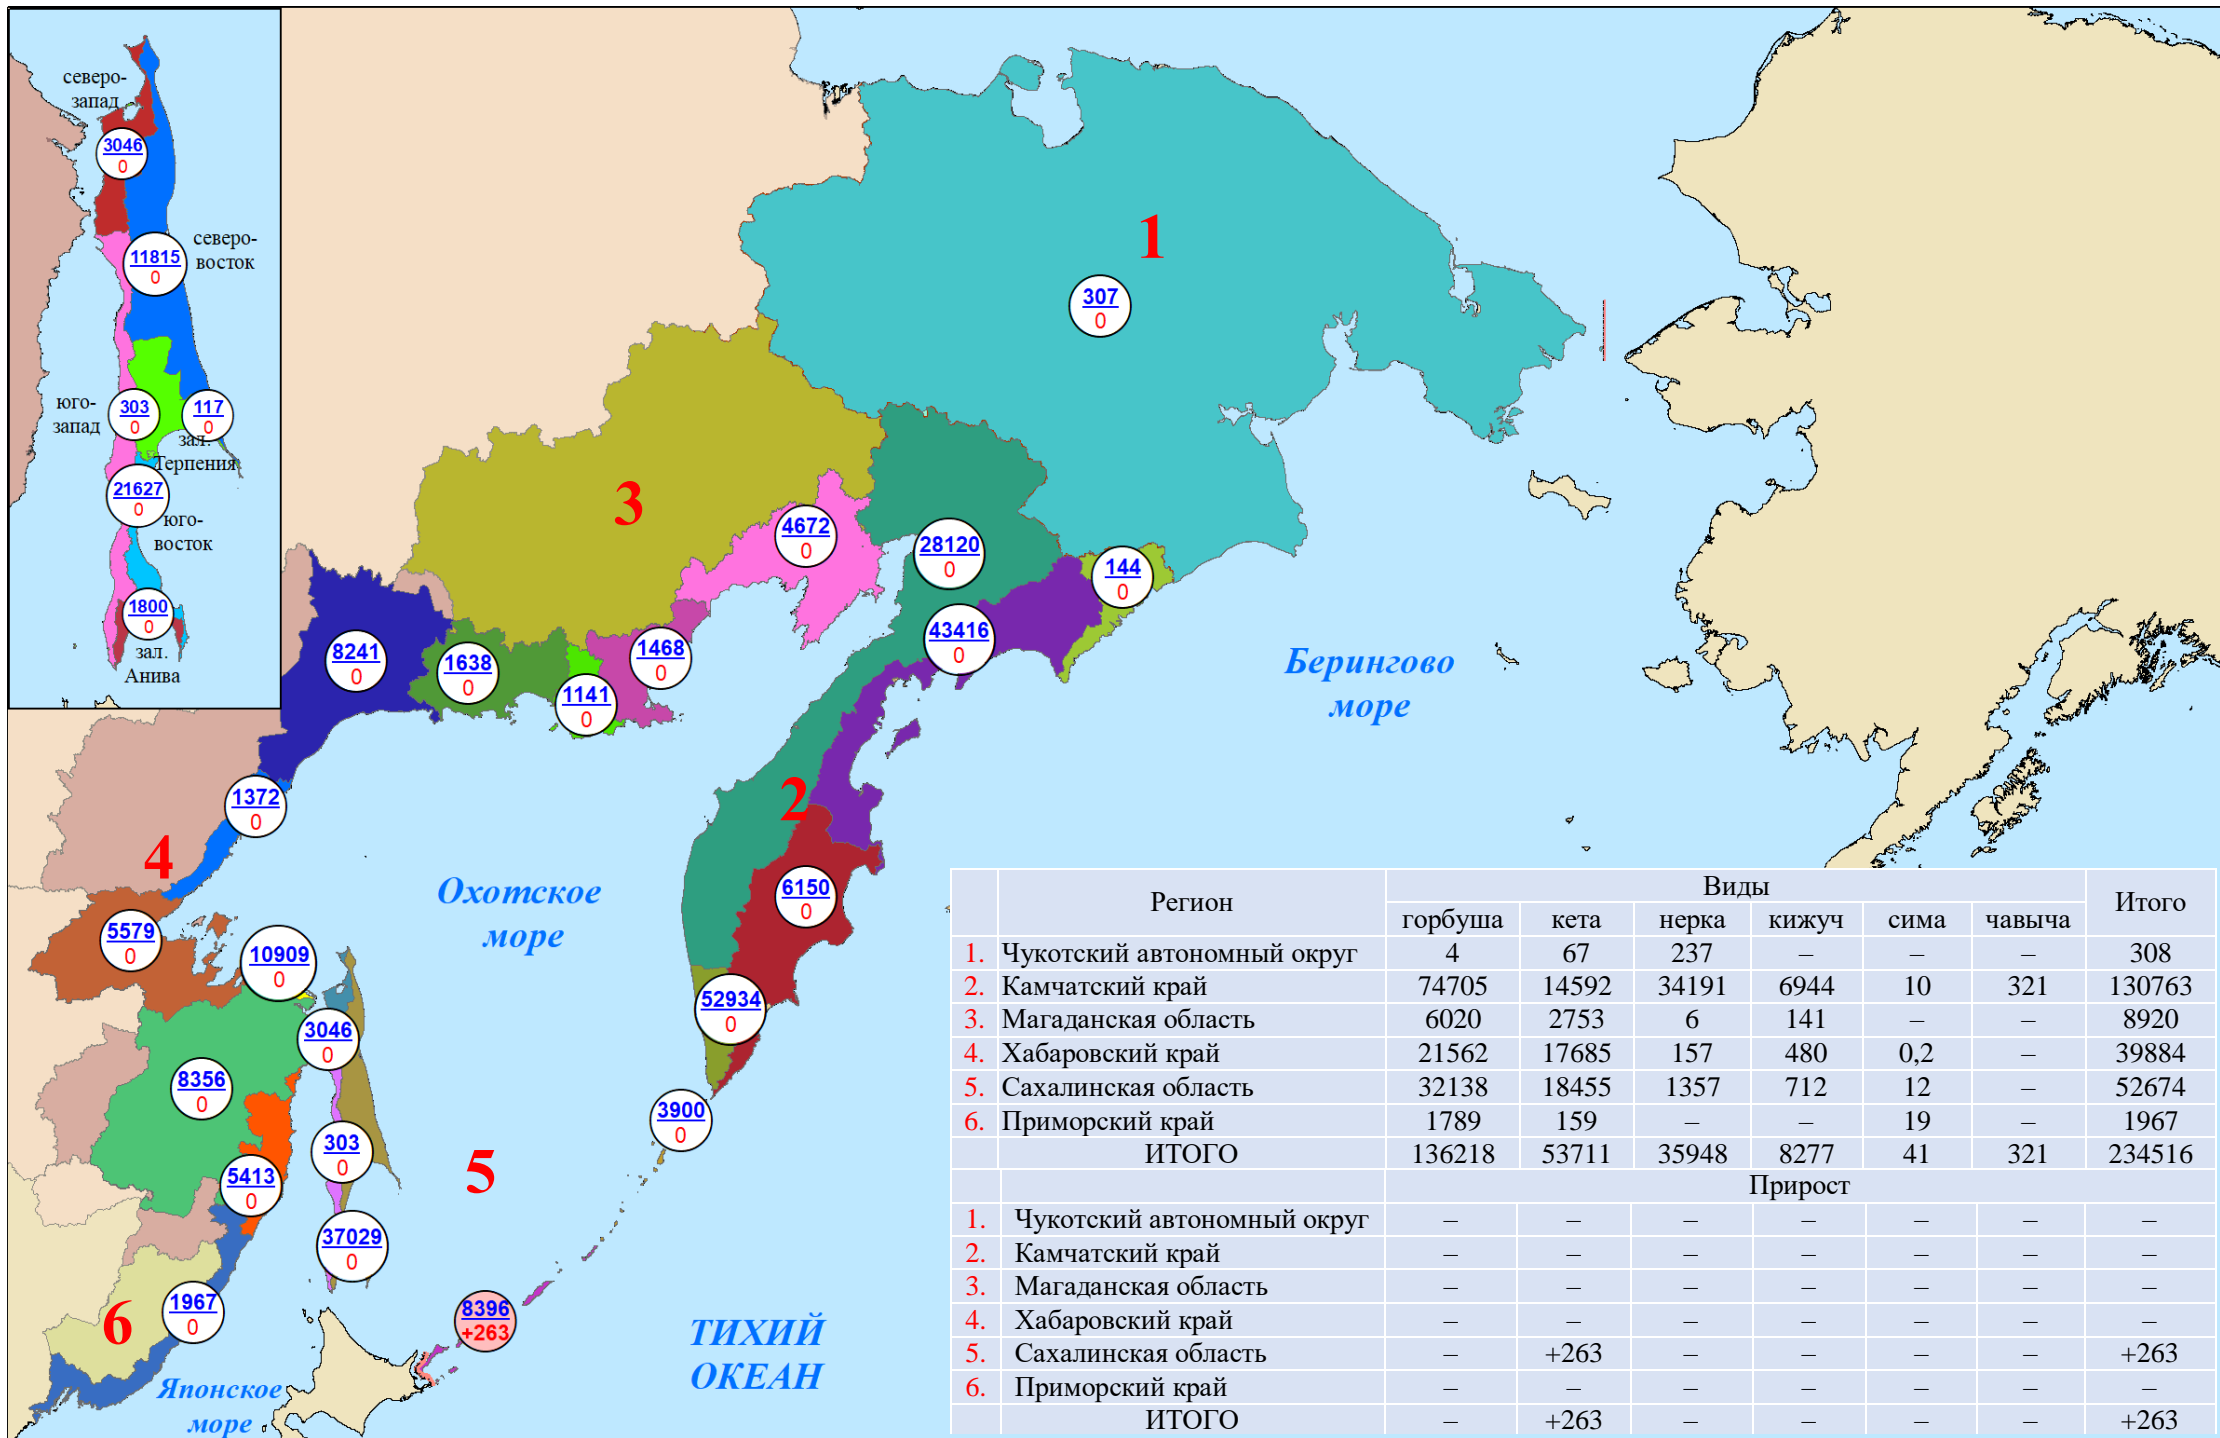 северо-
запад
3046
0
северо-
восток
11815
0
юго-
запад
303
0
117
0
зал.
Терпения
21627
0
юго-
восток
1800
0
зал.
Анива
1
307
0
3
4672
0
28120
0
144
0
43416
0
8241
0
1638
0
1468
0
1141
0
Берингово
море
1372
0
4
2
Охотское
море
6150
0
5579
0
10909
0
52934
0
3046
0
8356
0
3900
0
303
0
5
5413
0
37029
0
1967
0
6
8396
+263
ТИХИЙ
ОКЕАН
Японское
море
Регион Виды Итого
горбуша кета нерка кижуч сима чавыча
1. Чукотский автономный округ 4 67 237 – – – 308
2. Камчатский край 74705 14592 34191 6944 10 321 130763
3. Магаданская область 6020 2753 6 141 – – 8920
4. Хабаровский край 21562 17685 157 480 0,2 – 39884
5. Сахалинская область 32138 18455 1357 712 12 – 52674
6. Приморский край 1789 159 – – 19 – 1967
ИТОГО 136218 53711 35948 8277 41 321 234516
Прирост
1. Чукотский автономный округ – – – – – – –
2. Камчатский край – – – – – – –
3. Магаданская область – – – – – – –
4. Хабаровский край – – – – – – –
5. Сахалинская область – +263 – – – – +263
6. Приморский край – – – – – – –
ИТОГО – +263 – – – – +263